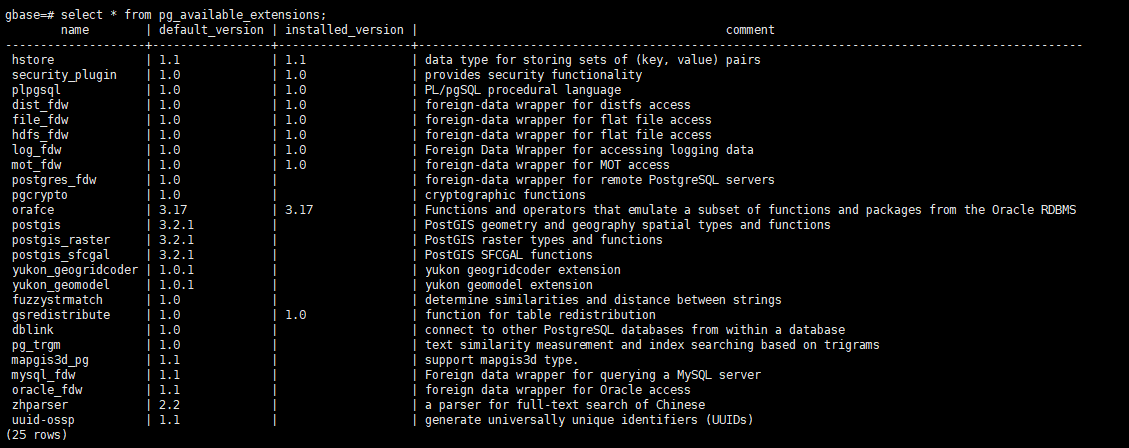 gbase=# select * from pg_available_extensions;
        name         | default_version | installed_version |                                             comment
---------------------+-----------------+-------------------+--------------------------------------------------------------------------------------------------
 hstore              | 1.1             | 1.1               | data type for storing sets of (key, value) pairs
 security_plugin     | 1.0             | 1.0               | provides security functionality
 plpgsql             | 1.0             | 1.0               | PL/pgSQL procedural language
 dist_fdw            | 1.0             | 1.0               | foreign-data wrapper for distfs access
 file_fdw            | 1.0             | 1.0               | foreign-data wrapper for flat file access
 hdfs_fdw            | 1.0             | 1.0               | foreign-data wrapper for flat file access
 log_fdw             | 1.0             | 1.0               | Foreign Data Wrapper for accessing logging data
 mot_fdw             | 1.0             | 1.0               | foreign-data wrapper for MOT access
 postgres_fdw        | 1.0             |                   | foreign-data wrapper for remote PostgreSQL servers
 pgcrypto            | 1.0             |                   | cryptographic functions
 orafce              | 3.17            | 3.17              | Functions and operators that emulate a subset of functions and packages from the Oracle RDBMS
 postgis             | 3.2.1           |                   | PostGIS geometry and geography spatial types and functions
 postgis_raster      | 3.2.1           |                   | PostGIS raster types and functions
 postgis_sfcgal      | 3.2.1           |                   | PostGIS SFCGAL functions
 yukon_geogridcoder  | 1.0.1           |                   | yukon geogridcoder extension
 yukon_geomodel      | 1.0.1           |                   | yukon geomodel extension
 fuzzystrmatch       | 1.0             |                   | determine similarities and distance between strings
 gsredistribute      | 1.0             | 1.0               | function for table redistribution
 dblink              | 1.0             |                   | connect to other PostgreSQL databases from within a database
 pg_trgm             | 1.0             |                   | text similarity measurement and index searching based on trigrams
 mapgis3d_pg         | 1.1             |                   | support mapgis3d type.
 mysql_fdw           | 1.1             |                   | Foreign data wrapper for querying a MySQL server
 oracle_fdw          | 1.1             |                   | foreign data wrapper for Oracle access
 zhparser            | 2.2             |                   | a parser for full-text search of Chinese
 uuid-ossp           | 1.1             |                   | generate universally unique identifiers (UUIDs)
(25 rows)